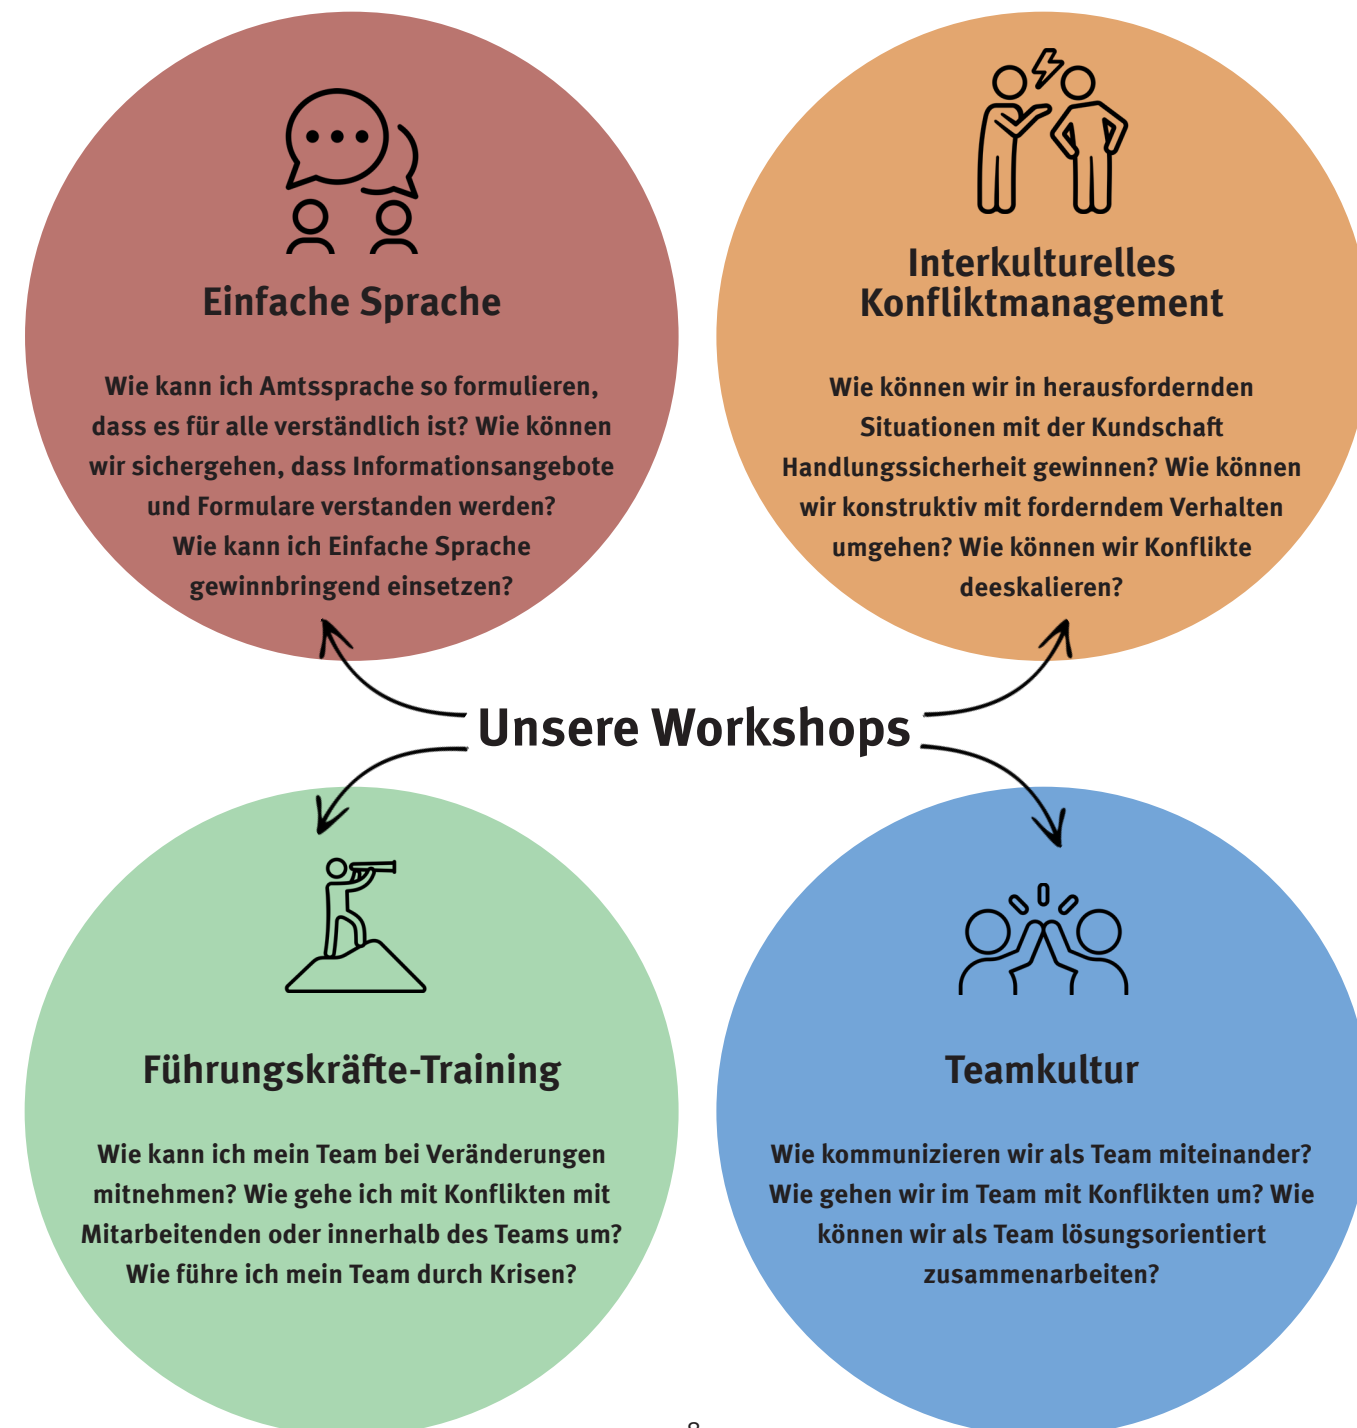 Einfache Sprache
Wie kann ich Amtssprache so formulieren,
dass es für alle verständlich ist? Wie können
wir sichergehen, dass Informationsangebote
und Formulare verstanden werden?
Wie kann ich Einfache Sprache
gewinnbringend einsetzen?
Interkulturelles
Konfliktmanagement
Wie können wir in herausfordernden
Situationen mit der Kundschaft
Handlungssicherheit gewinnen? Wie können
wir konstruktiv mit forderndem Verhalten
umgehen? Wie können wir Konflikte
deeskalieren?
Unsere Workshops
Führungskräfte-Training
Wie kann ich mein Team bei Veränderungen
mitnehmen? Wie gehe ich mit Konflikten mit
Mitarbeitenden oder innerhalb des Teams um?
Wie führe ich mein Team durch Krisen?
Teamkultur
Wie kommunizieren wir als Team miteinander?
Wie gehen wir im Team mit Konflikten um? Wie
können wir als Team lösungsorientiert
zusammenarbeiten?
8